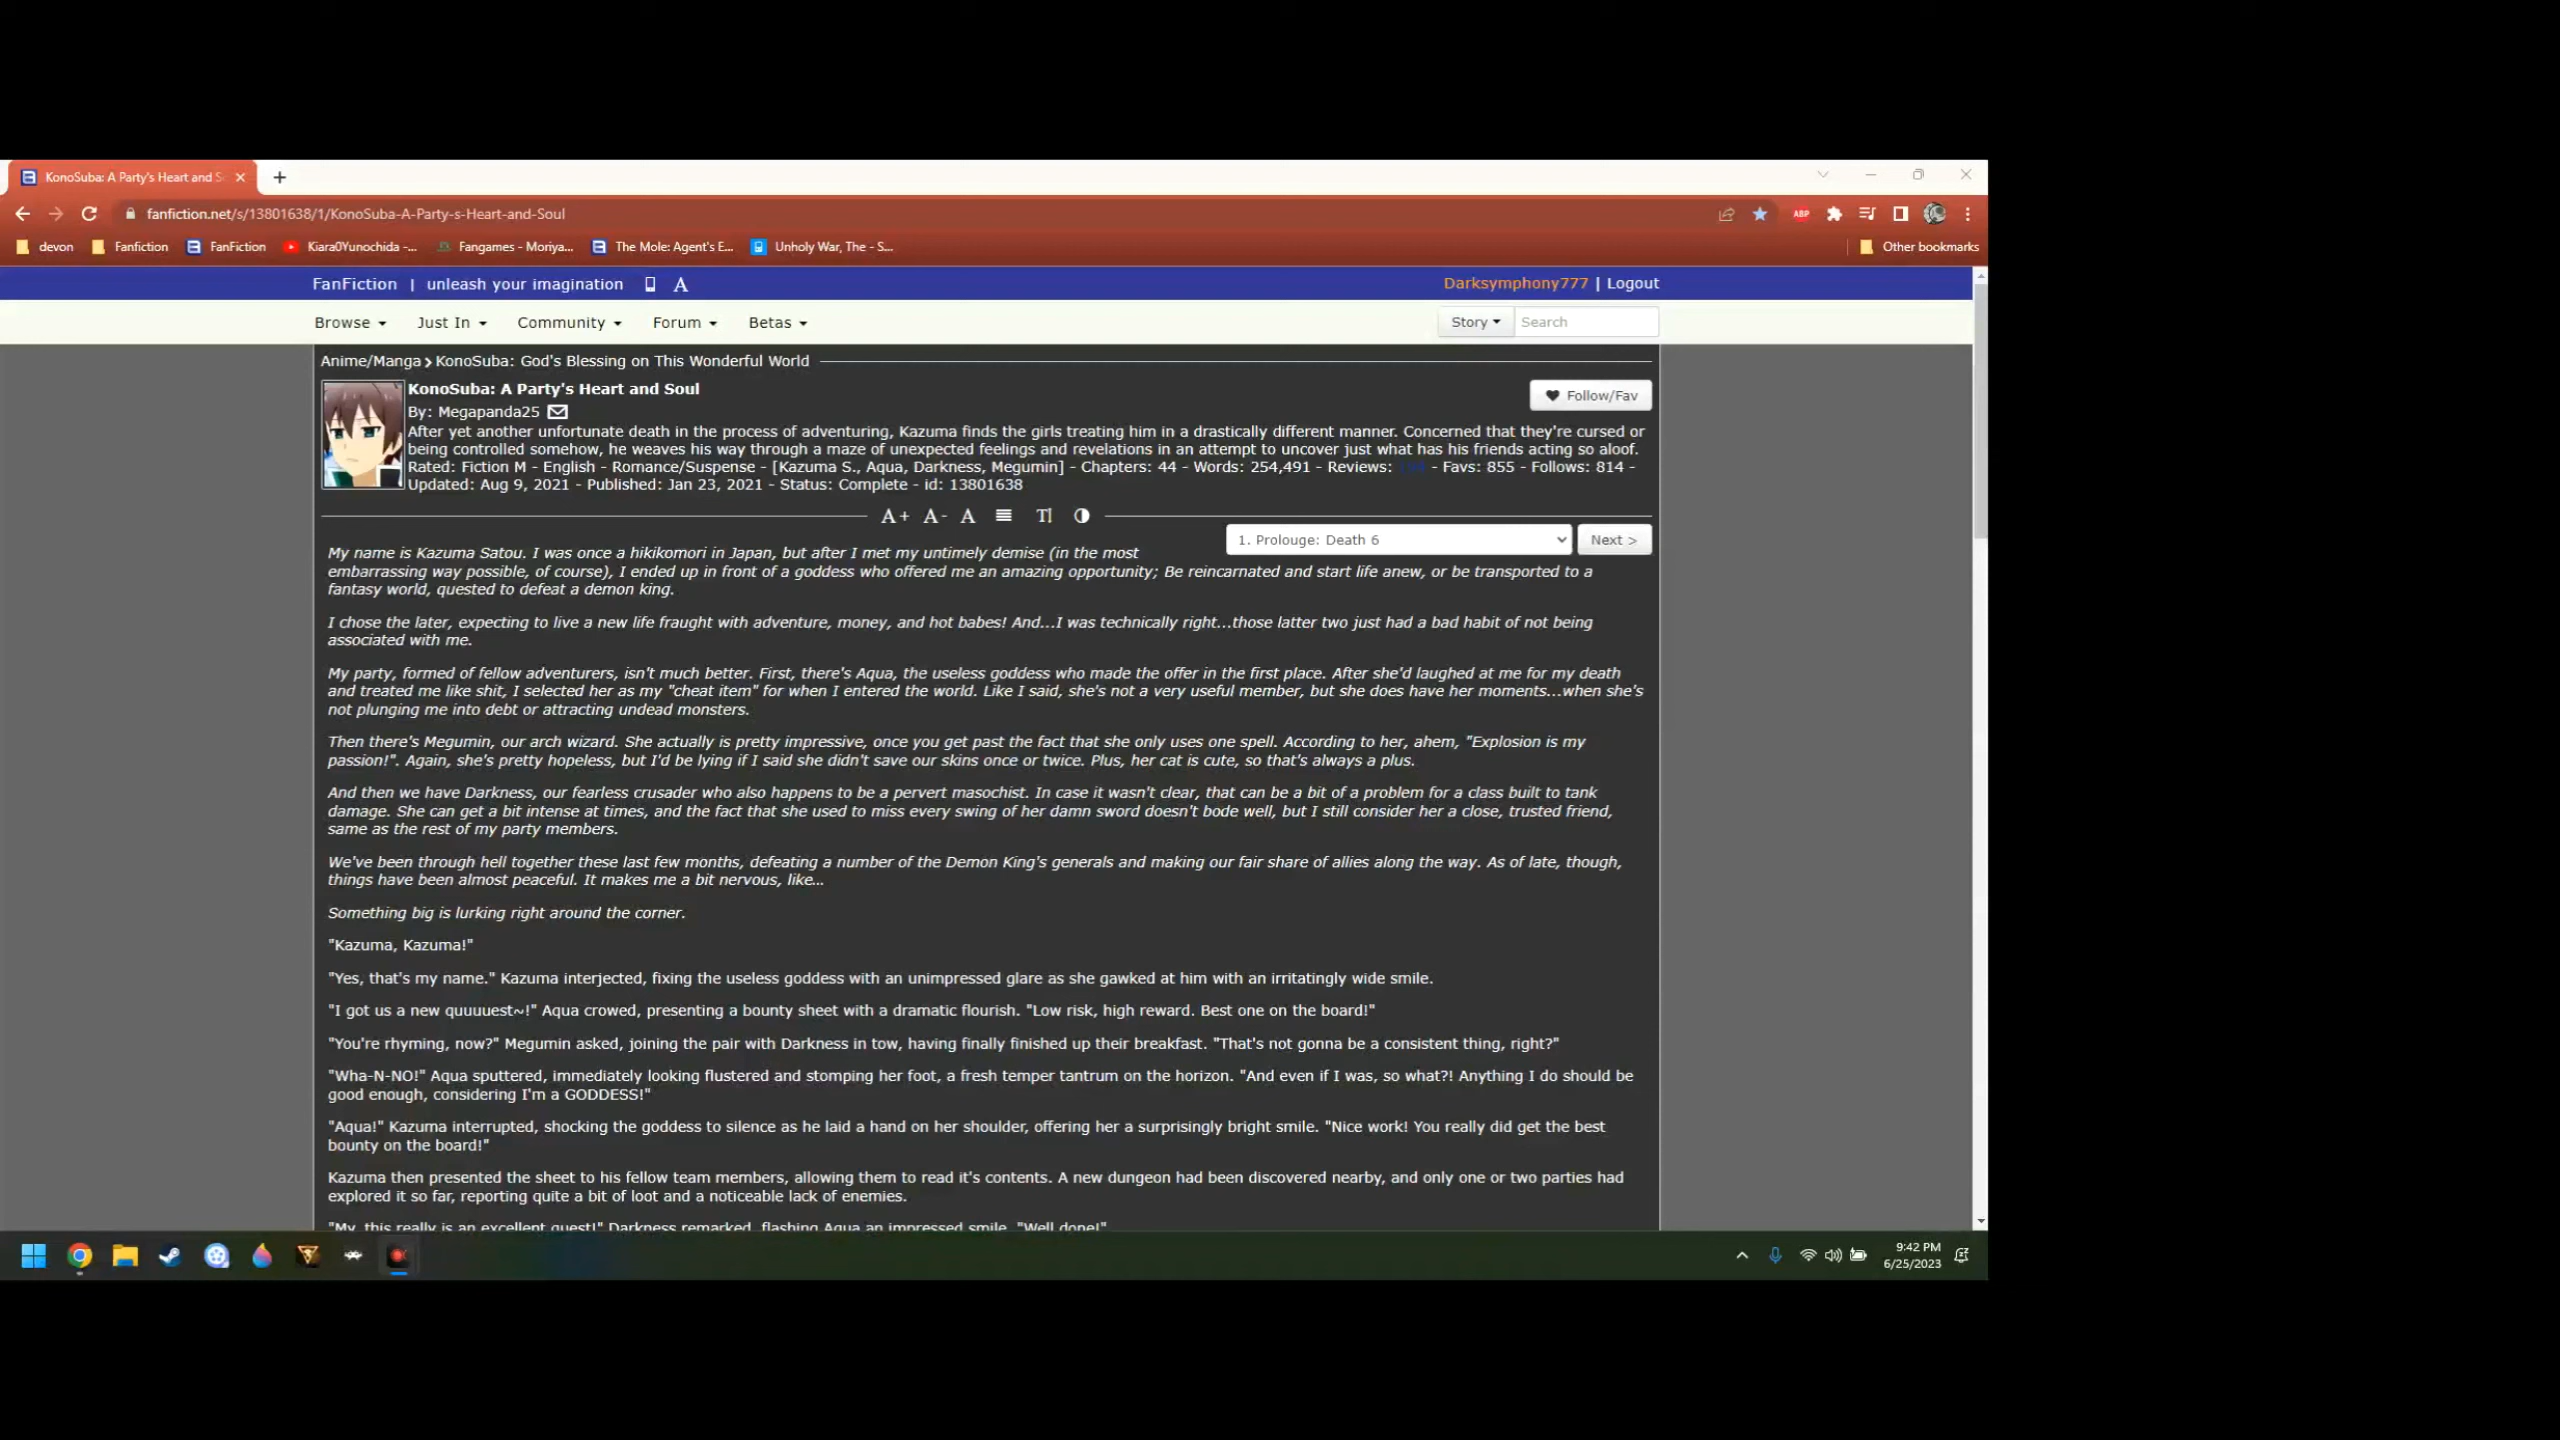 KonoSuba: A Party's Heart and S
fanfiction.net/s/13801638/1/KonoSuba-A-Party-s-Heart-and-Soul
ABP
devon Fanfiction FanFiction Kiara0Yunochida -... Fangames - Moriya... The Mole: Agent's E... Unholy War, The - S... Other bookmarks
FanFiction | unleash your imagination A Darksymphony777 | Logout
Browse Just In Community Forum Betas Story Search
Anime/Manga > KonoSuba: God's Blessing on This Wonderful World
KonoSuba: A Party's Heart and Soul
Follow/Fav
By: Megapanda25
After yet another unfortunate death in the process of adventuring, Kazuma finds the girls treating him in a drastically different manner. Concerned that they're cursed or
being controlled somehow, he weaves his way through a maze of unexpected feelings and revelations in an attempt to uncover just what has his friends acting so aloof.
Rated: Fiction M - English - Romance/Suspense - [Kazuma S., Aqua, Darkness, Megumin] - Chapters: 44 - Words: 254,491 - Reviews: - Favs: 855 - Follows: 814 -
Updated: Aug 9, 2021 - Published: Jan 23, 2021 - Status: Complete - id: 13801638
A+ A- A T
1. Prolouge: Death 6 Next >
My name is Kazuma Satou. I was once a hikikomori in Japan, but after I met my untimely demise (in the most
embarrassing way possible, of course), I ended up in front of a goddess who offered me an amazing opportunity; Be reincarnated and start life anew, or be transported to a
fantasy world, quested to defeat a demon king.
I chose the later, expecting to live a new life fraught with adventure, money, and hot babes! And...I was technically right...those latter two just had a bad habit of not being
associated with me.
My party, formed of fellow adventurers, isn't much better. First, there's Aqua, the useless goddess who made the offer in the first place. After she'd laughed at me for my death
and treated me like shit, I selected her as my "cheat item" for when I entered the world. Like I said, she's not a very useful member, but she does have her moments...when she's
not plunging me into debt or attracting undead monsters.
Then there's Megumin, our arch wizard. She actually is pretty impressive, once you get past the fact that she only uses one spell. According to her, ahem, "Explosion is my
passion!". Again, she's pretty hopeless, but I'd be lying if I said she didn't save our skins once or twice. Plus, her cat is cute, so that's always a plus.
And then we have Darkness, our fearless crusader who also happens to be a pervert masochist. In case it wasn't clear, that can be a bit of a problem for a class built to tank
damage. She can get a bit intense at times, and the fact that she used to miss every swing of her damn sword doesn't bode well, but I still consider her a close, trusted friend,
same as the rest of my party members.
We've been through hell together these last few months, defeating a number of the Demon King's generals and making our fair share of allies along the way. As of late, though,
things have been almost peaceful. It makes me a bit nervous, like...
Something big is lurking right around the corner.
"Kazuma, Kazuma!"
"Yes, that's my name." Kazuma interjected, fixing the useless goddess with an unimpressed glare as she gawked at him with an irritatingly wide smile.
"I got us a new quuuuest~!" Aqua crowed, presenting a bounty sheet with a dramatic flourish. "Low risk, high reward. Best one on the board!"
"You're rhyming, now?" Megumin asked, joining the pair with Darkness in tow, having finally finished up their breakfast. "That's not gonna be a consistent thing, right?"
"Wha-N-NO!" Aqua sputtered, immediately looking flustered and stomping her foot, a fresh temper tantrum on the horizon. "And even if I was, so what?! Anything I do should be
good enough, considering I'm a GODDESS!"
"Aqua!" Kazuma interrupted, shocking the goddess to silence as he laid a hand on her shoulder, offering her a surprisingly bright smile. "Nice work! You really did get the best
bounty on the board!"
Kazuma then presented the sheet to his fellow team members, allowing them to read it's contents. A new dungeon had been discovered nearby, and only one or two parties had
explored it so far, reporting quite a bit of loot and a noticeable lack of enemies.
"My, this really is an excellent quest!" Darkness remarked, flashing Aqua an impressed smile. "Well done!"
9:42 PM
6/25/2023